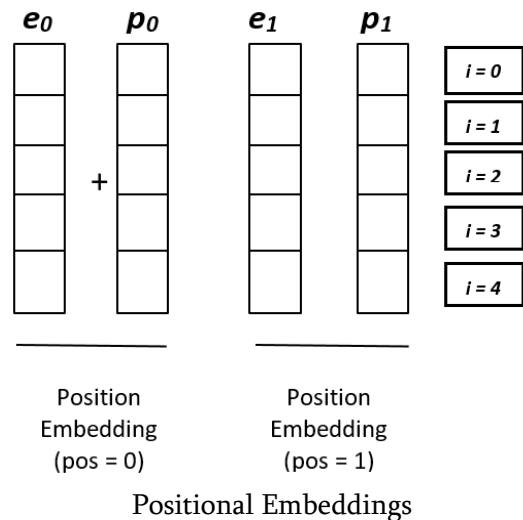 e0 p0 e1 p1
i = 0
i = 1
+
i = 2
i = 3
i = 4
Position Position
Embedding Embedding
(pos = 0) (pos = 1)
Positional Embeddings